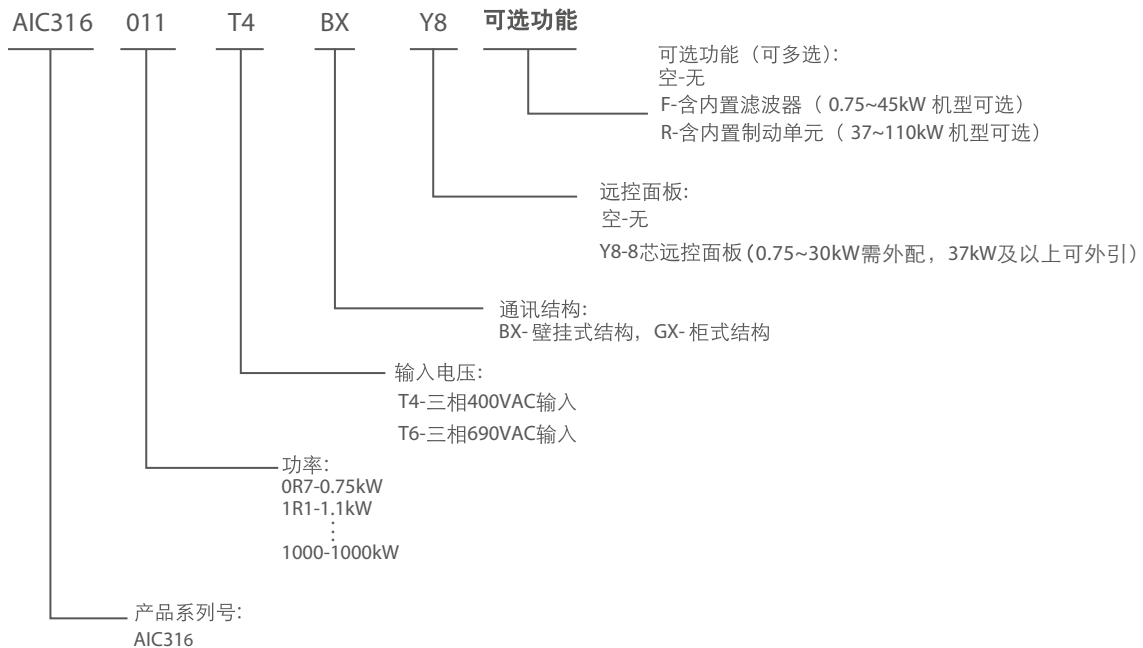 AIC316 011 T4 BX Y8 可选功能
可选功能（可多选）:
空-无
F-含内置滤波器（ 0.75~45kW 机型可选）
R-含内置制动单元（ 37~110kW 机型可选）
远控面板:
空-无
Y8-8芯远控面板(0.75~30kW需外配，37kW及以上可外引)
通讯结构:
BX- 壁挂式结构，GX- 柜式结构
输入电压:
T4-三相400VAC输入
T6-三相690VAC输入
功率:
0R7-0.75kW
1R1-1.1kW
⋮
1000-1000kW
产品系列号:
AIC316